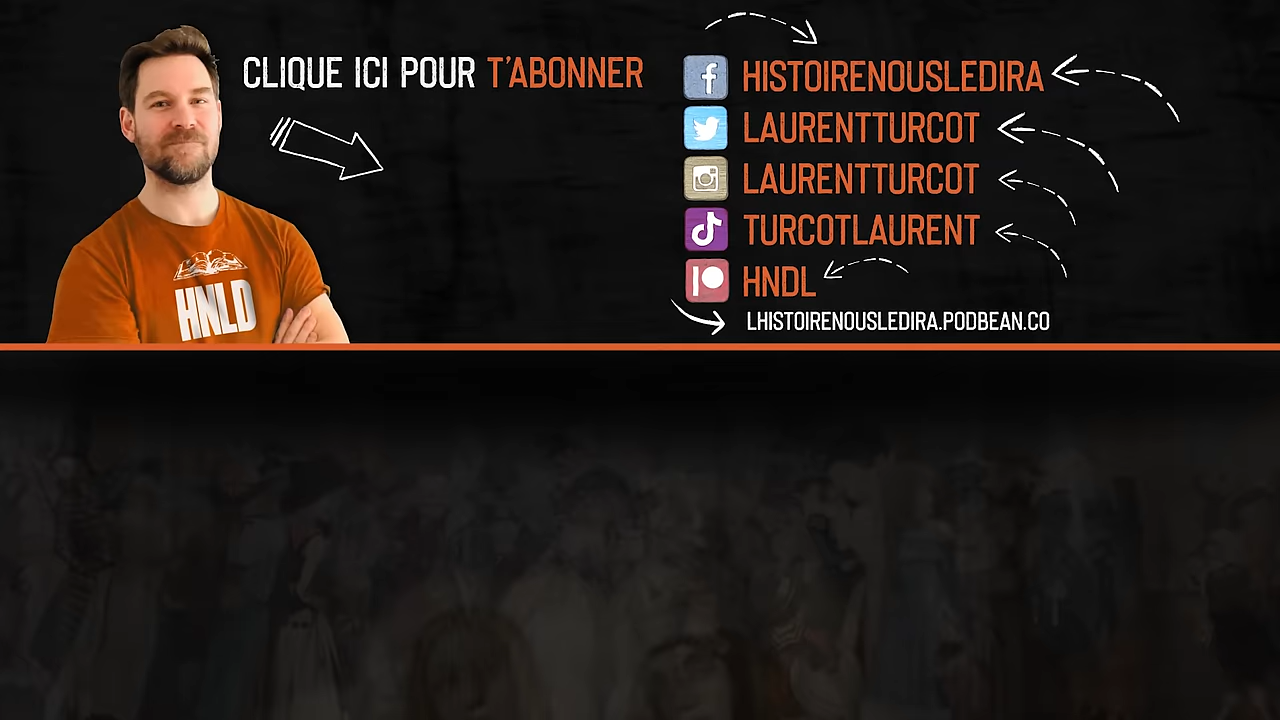 CLIQUE ICI POUR T'ABONNER
HISTOIRENOUSLEDIRA
LAURENTTURCOT
LAURENTTURCOT
TURCOTLAURENT
HNDL
LHISTOIRENOUSLEDIRA.PODBEAN.CO
HNLD